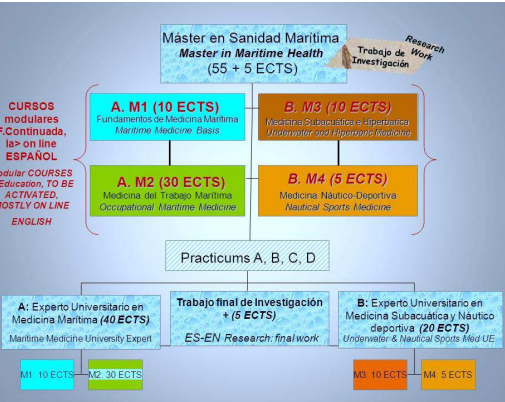 Máster en Sanidad Marítima
Master in Maritime Health
(55 + 5 ECTS)
Trabajo de
Investigación
Research
Work
CURSOS
modulares
F.Continuada,
la> on line
ESPAÑOL
odular COURSES
Education, TO BE
ACTIVATED,
MOSTLY ON LINE
ENGLISH
A. M1 (10 ECTS)
Fundamentos de Medicina Marítima
Maritime Medicine Basis
B. M3 (10 ECTS)
Medicina Subacuática e Hiperbárica
Underwater and Hiperbaric Medicine
A. M2 (30 ECTS)
Medicina del Trabajo Marítima
Occupational Maritime Medicine
B. M4 (5 ECTS)
Medicina Náutico-Deportiva
Nautical Sports Medicine
Practicums A, B, C, D
A: Experto Universitario en
Medicina Marítima (40 ECTS)
Maritime Medicine University Expert
Trabajo final de Investigación
+ (5 ECTS)
ES-EN Research: final work
B: Experto Universitario en
Medicina Subacuática y Náutico
deportiva (20 ECTS)
Underwater & Nautical Sports Med UE
M1: 10 ECTS
M2: 30 ECTS
M3: 10 ECTS
M4: 5 ECTS